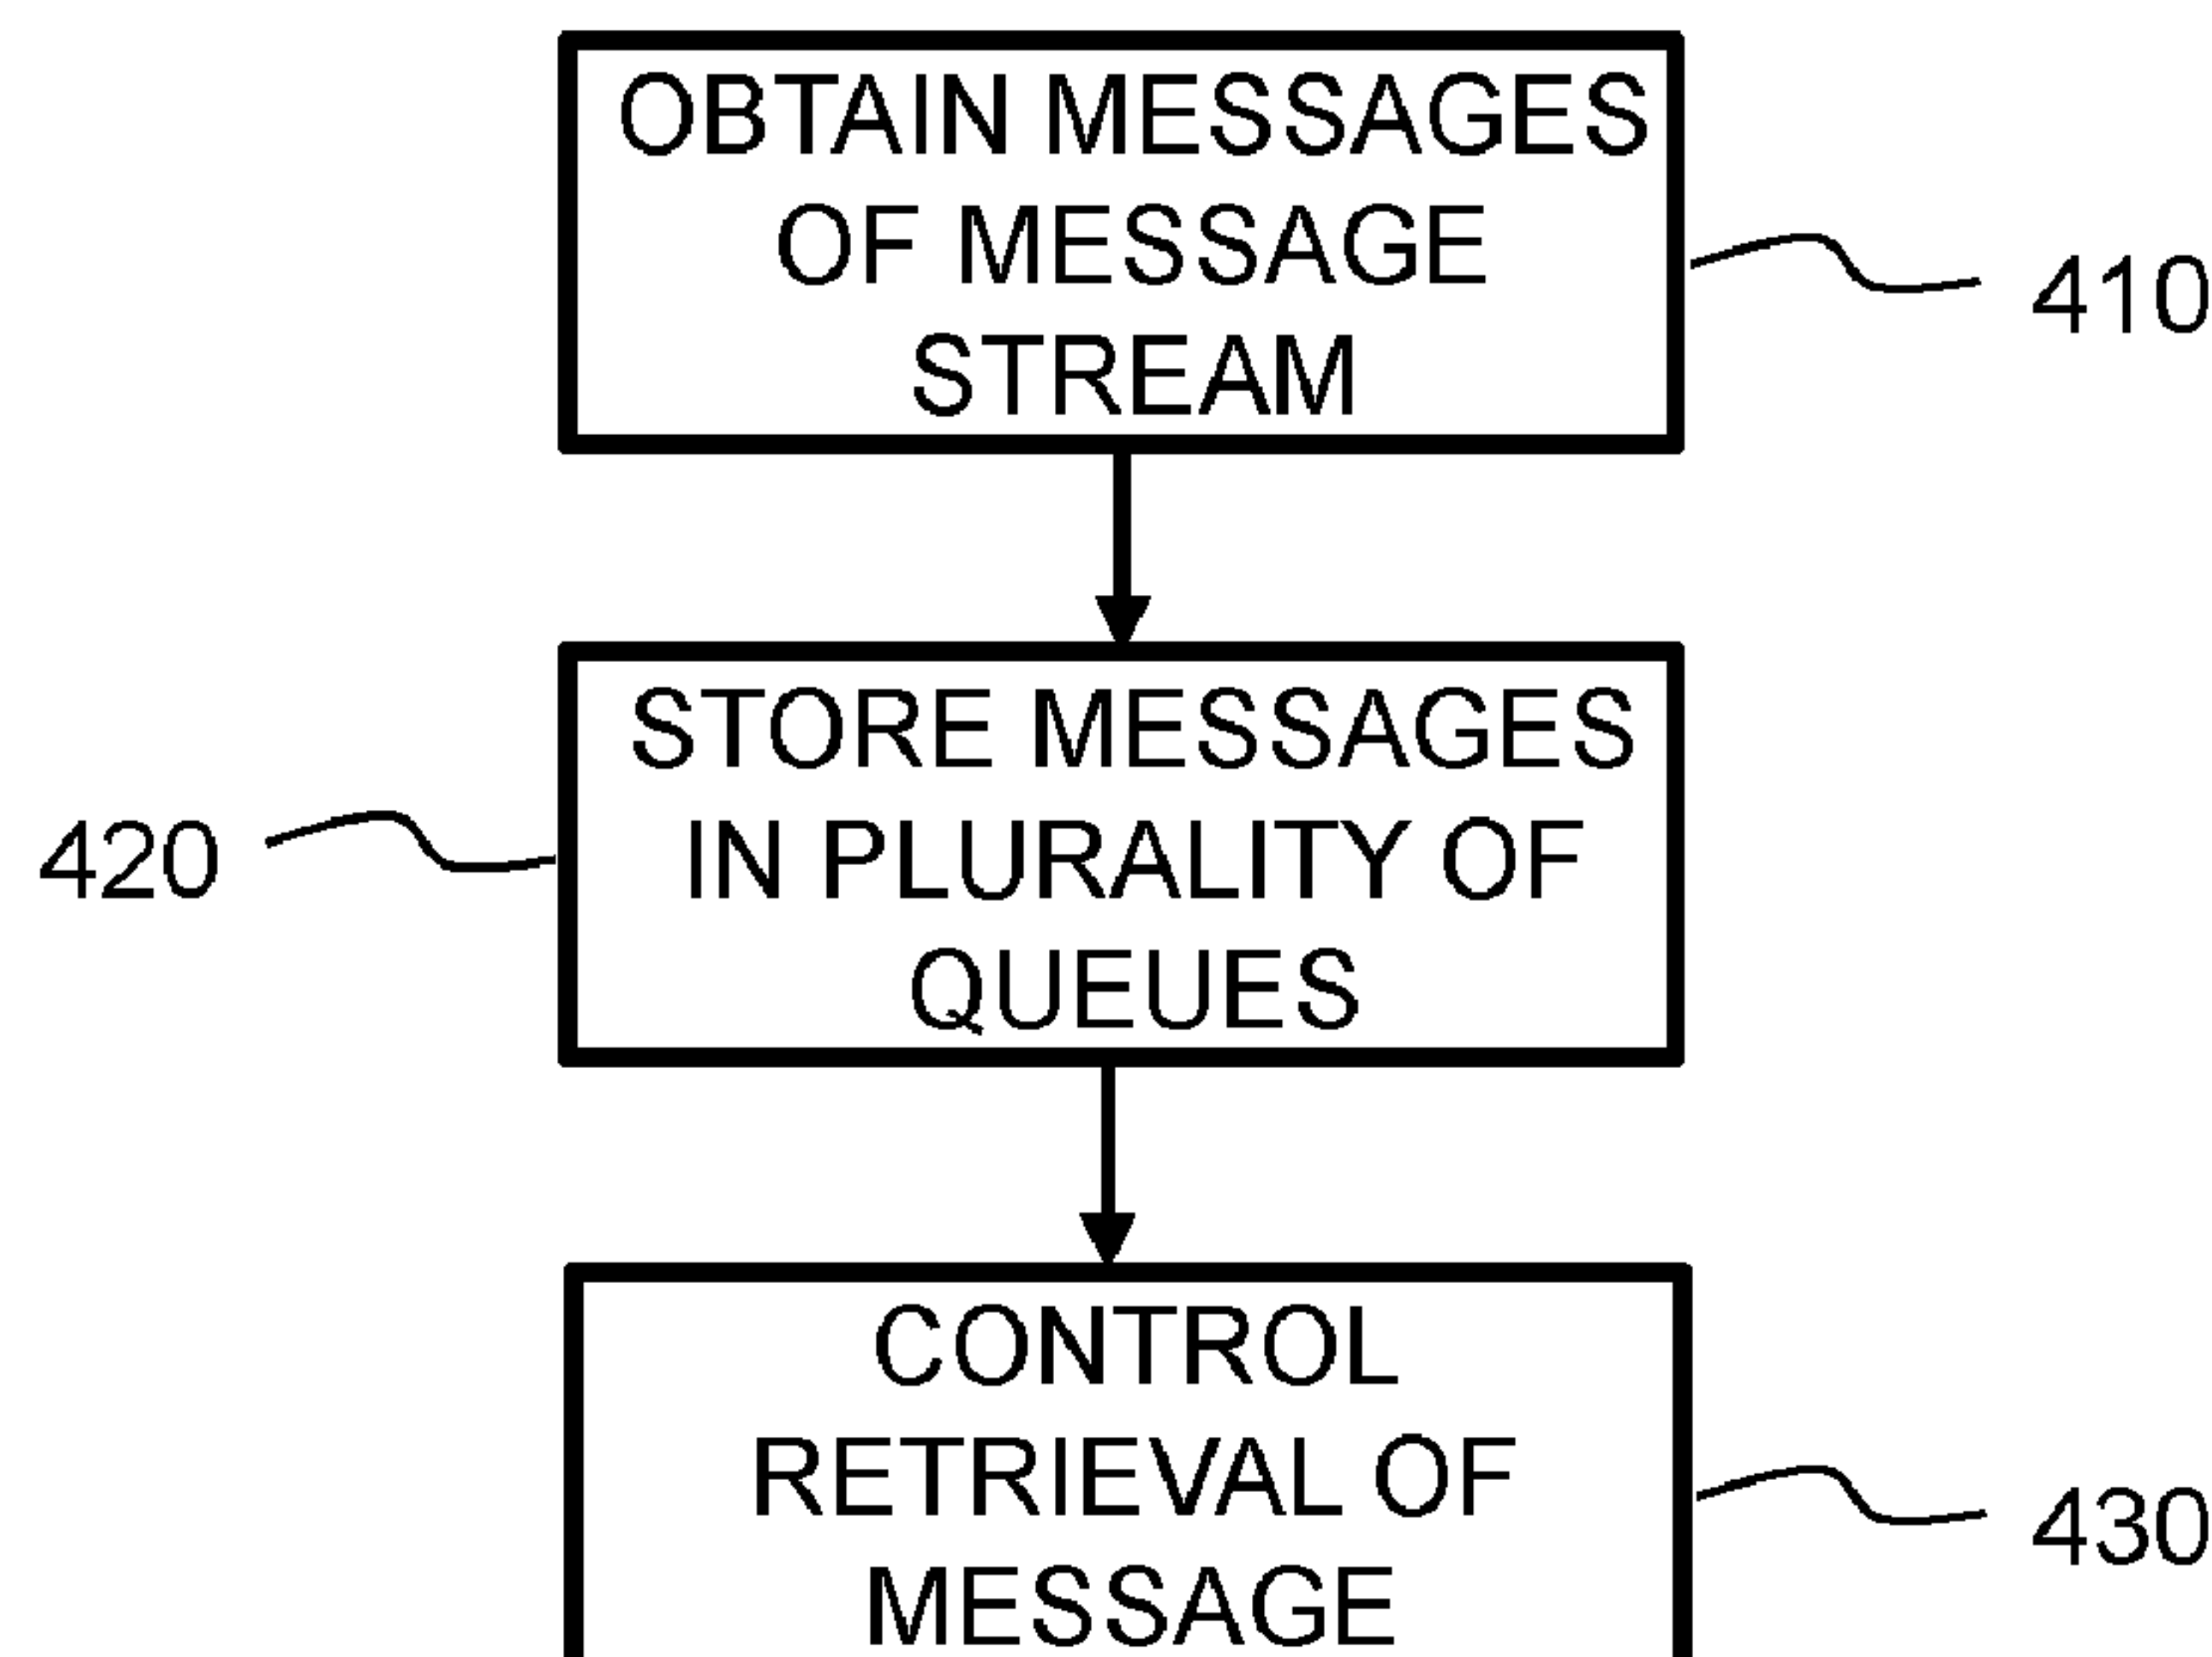 OBTAIN MESSAGES
OF MESSAGE
STREAM
410
STORE MESSAGES
IN PLURALITY OF
QUEUES
420
CONTROL
RETRIEVAL OF
MESSAGE
430